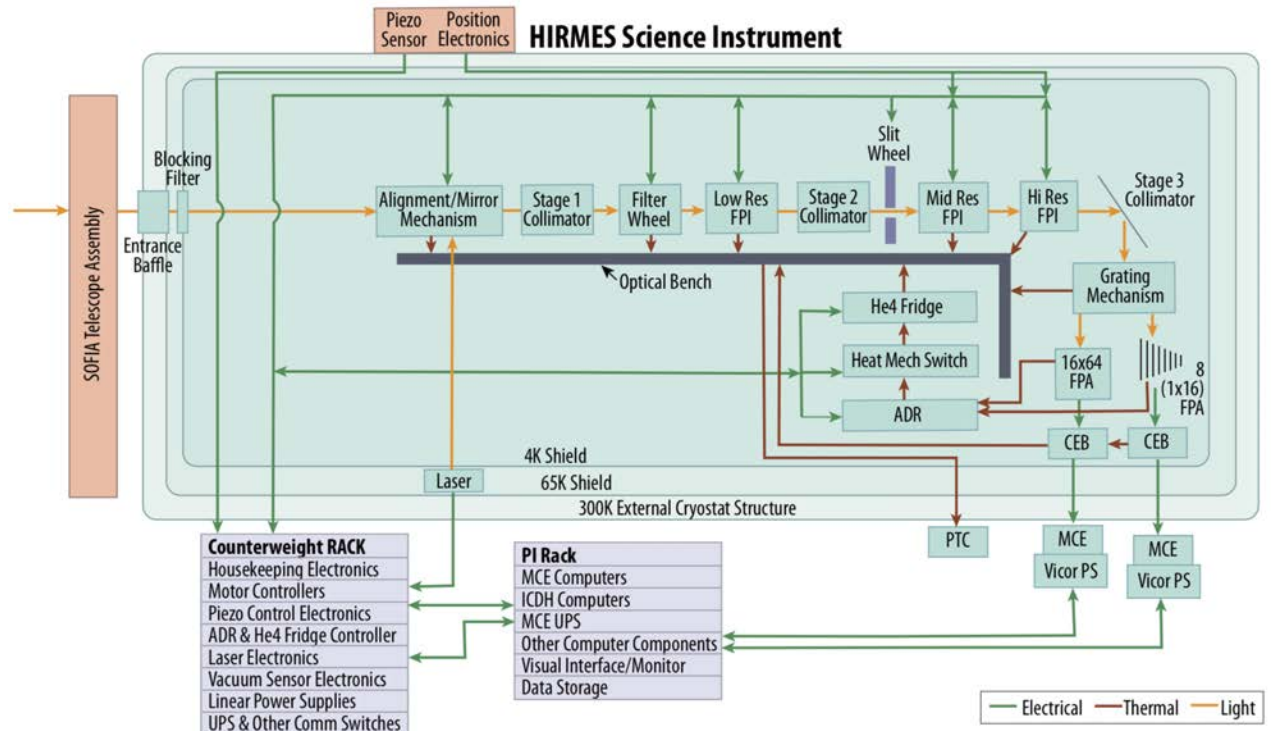 Piezo
Sensor
Position
Electronics
HIRMES Science Instrument
SOFIA Telescope Assembly
Blocking
Filter
Entrance
Baffle
Alignment/Mirror
Mechanism
Stage 1
Collimator
Filter
Wheel
Low Res
FPI
Stage 2
Collimator
Slit
Wheel
Mid Res
FPI
Hi Res
FPI
Stage 3
Collimator
Optical Bench
Grating
Mechanism
He4 Fridge
Heat Mech Switch
ADR
16x64
FPA
8
(1x16)
FPA
CEB
CEB
4K Shield
Laser
65K Shield
300K External Cryostat Structure
PTC
MCE
Vicor PS
MCE
Vicor PS
Counterweight RACK
Housekeeping Electronics
Motor Controllers
Piezo Control Electronics
ADR & He4 Fridge Controller
Laser Electronics
Vacuum Sensor Electronics
Linear Power Supplies
UPS & Other Comm Switches
PI Rack
MCE Computers
ICDH Computers
MCE UPS
Other Computer Components
Visual Interface/Monitor
Data Storage
Electrical
Thermal
Light